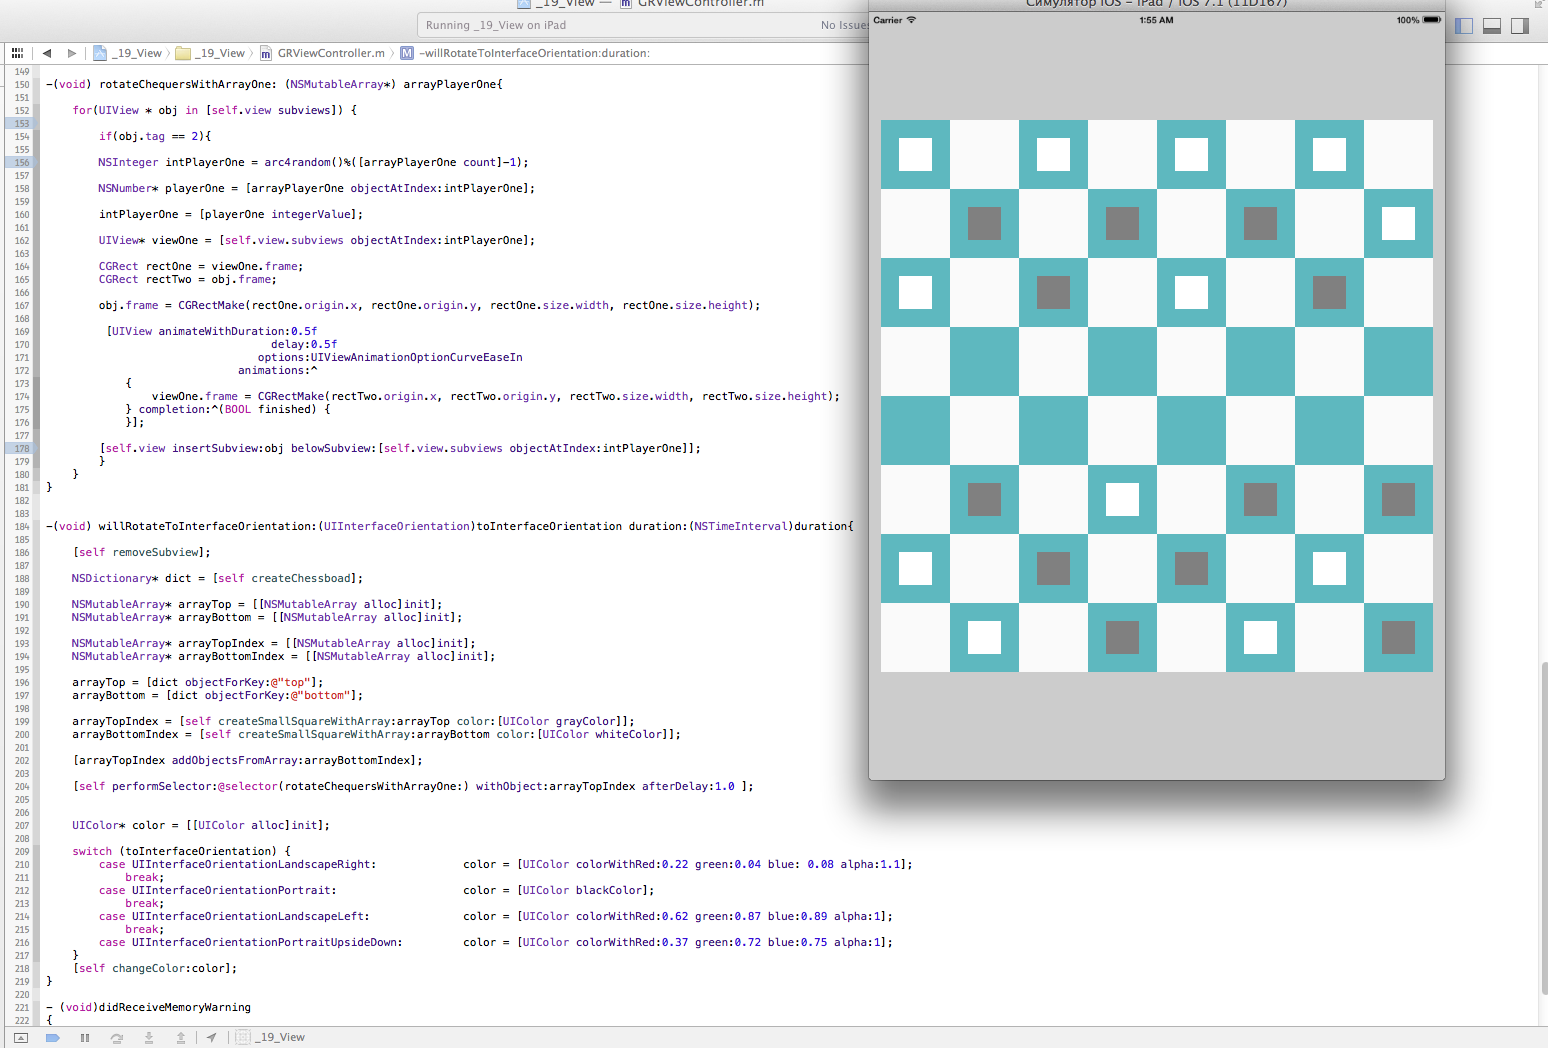 _19_View — GRViewController.m
Running _19_View on iPad
No Issues
_19_View
_19_View
GRViewController.m
M
-willRotateToInterfaceOrientation:duration:
149
150 -(void) rotateChequersWithArrayOne: (NSMutableArray*) arrayPlayerOne{
151
152 for(UIView * obj in [self.view subviews]) {
153
154 if(obj.tag == 2){
155
156 NSInteger intPlayerOne = arc4random()%([arrayPlayerOne count]-1);
157
158 NSNumber* playerOne = [arrayPlayerOne objectAtIndex:intPlayerOne];
159
160 intPlayerOne = [playerOne integerValue];
161
162 UIView* viewOne = [self.view.subviews objectAtIndex:intPlayerOne];
163
164 CGRect rectOne = viewOne.frame;
165 CGRect rectTwo = obj.frame;
166
167 obj.frame = CGRectMake(rectOne.origin.x, rectOne.origin.y, rectOne.size.width, rectOne.size.height);
168
169 [UIView animateWithDuration:0.5f
170 delay:0.5f
171 options:UIViewAnimationOptionCurveEaseIn
172 animations:^
173 {
174 viewOne.frame = CGRectMake(rectTwo.origin.x, rectTwo.origin.y, rectTwo.size.width, rectTwo.size.height);
175 } completion:^(BOOL finished) {
176 }];
177
178 [self.view insertSubview:obj belowSubview:[self.view.subviews objectAtIndex:intPlayerOne]];
179 }
180 }
181 }
182
183
184 -(void) willRotateToInterfaceOrientation:(UIInterfaceOrientation)toInterfaceOrientation duration:(NSTimeInterval)duration{
185
186 [self removeSubview];
187
188 NSDictionary* dict = [self createChessboad];
189
190 NSMutableArray* arrayTop = [[NSMutableArray alloc]init];
191 NSMutableArray* arrayBottom = [[NSMutableArray alloc]init];
192
193 NSMutableArray* arrayTopIndex = [[NSMutableArray alloc]init];
194 NSMutableArray* arrayBottomIndex = [[NSMutableArray alloc]init];
195
196 arrayTop = [dict objectForKey:@"top"];
197 arrayBottom = [dict objectForKey:@"bottom"];
198
199 arrayTopIndex = [self createSmallSquareWithArray:arrayTop color:[UIColor grayColor]];
200 arrayBottomIndex = [self createSmallSquareWithArray:arrayBottom color:[UIColor whiteColor]];
201
202 [arrayTopIndex addObjectsFromArray:arrayBottomIndex];
203
204 [self performSelector:@selector(rotateChequersWithArrayOne:) withObject:arrayTopIndex afterDelay:1.0 ];
205
206
207 UIColor* color = [[UIColor alloc]init];
208
209 switch (toInterfaceOrientation) {
210 case UIInterfaceOrientationLandscapeRight: color = [UIColor colorWithRed:0.22 green:0.04 blue: 0.08 alpha:1.1];
211 break;
212 case UIInterfaceOrientationPortrait: color = [UIColor blackColor];
213 break;
214 case UIInterfaceOrientationLandscapeLeft: color = [UIColor colorWithRed:0.62 green:0.87 blue:0.89 alpha:1];
215 break;
216 case UIInterfaceOrientationPortraitUpsideDown: color = [UIColor colorWithRed:0.37 green:0.72 blue:0.75 alpha:1];
217 }
218 [self changeColor:color];
219 }
220
221 - (void)didReceiveMemoryWarning
222 {
_19_View
Симулятор iOS - iPad / iOS 7.1 (11D167)
Carrier 1:55 AM 100%